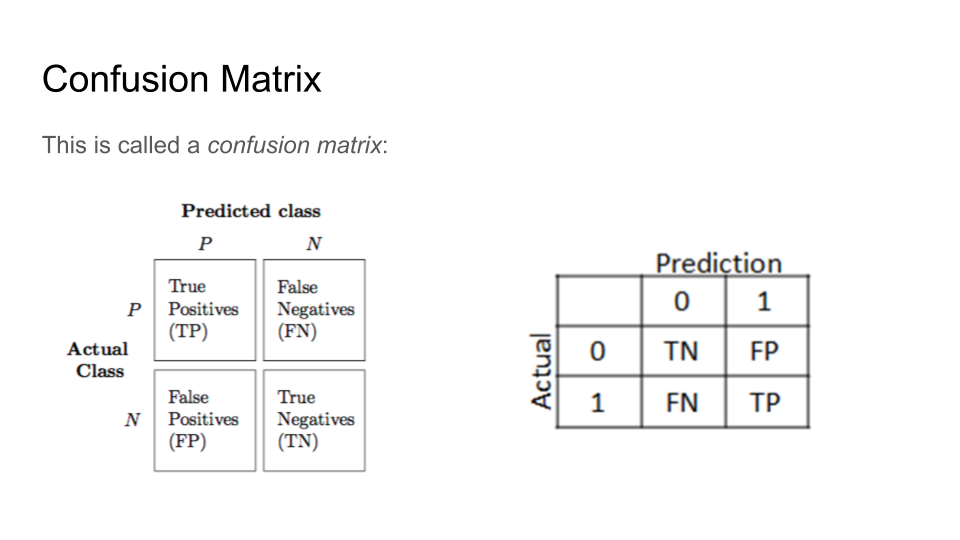 Confusion Matrix
This is called a confusion matrix:
Predicted class
P N
True
Positives
(TP)
False
Negatives
(FN)
P
Actual
Class
False
Positives
(FP)
True
Negatives
(TN)
N
Prediction
0 1
Actual
0 TN FP
1 FN TP